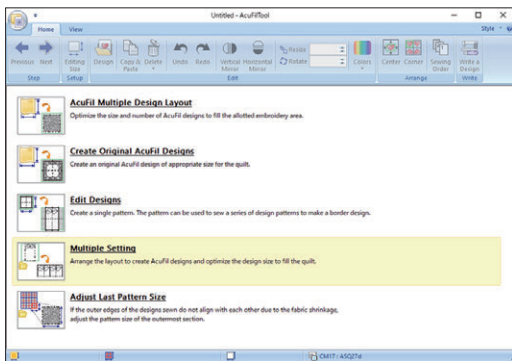 Untitled - AcuFilTool
Home View Style
Previous Next Editing Size Design Copy & Paste Delete Undo Redo Vertical Mirror Horizontal Mirror Resize Rotate Colors Center Corner Sewing Order Write a Design
Step Setup Edit Arrange Write
AcuFil Multiple Design Layout
Optimize the size and number of AcuFil designs to fill the allotted embroidery area.
Create Original AcuFil Designs
Create an original AcuFil design of appropriate size for the quilt.
Edit Designs
Create a single pattern. The pattern can be used to sew a series of design patterns to make a border design.
Multiple Setting
Arrange the layout to create AcuFil designs and optimize the design size to fill the quilt.
Adjust Last Pattern Size
If the outer edges of the designs sewn do not align with each other due to the fabric shrinkage,
adjust the pattern size of the outermost section.
CM17 : ASQ27d